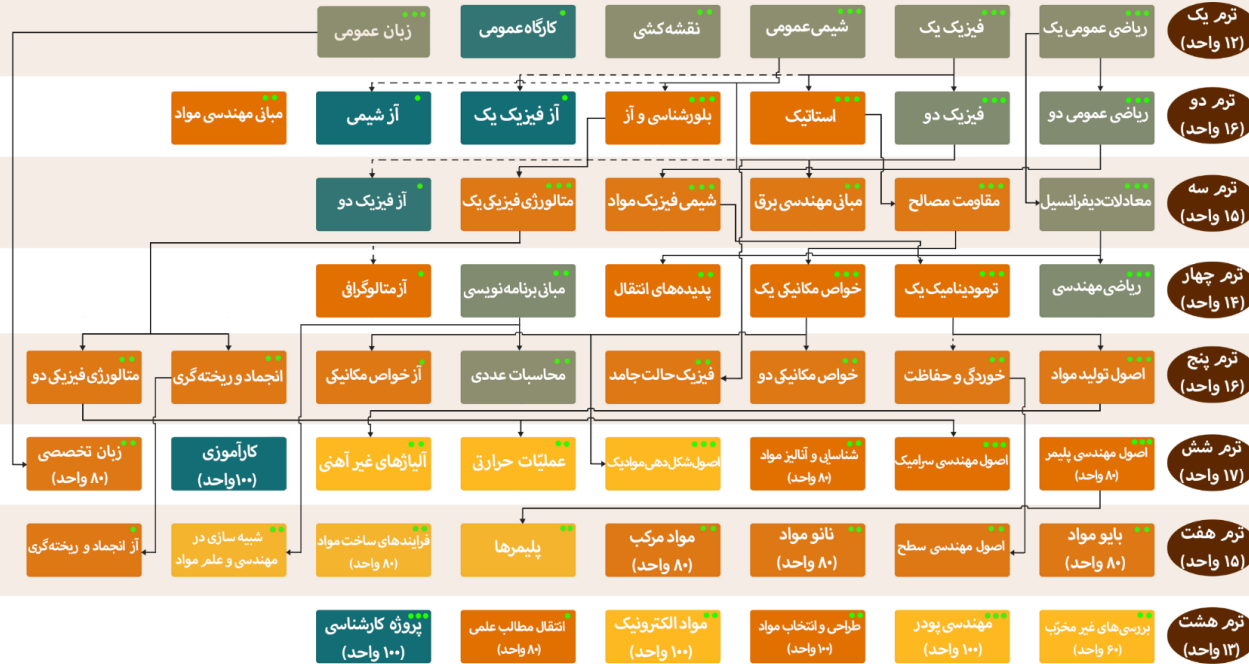 ترم یک
(۱۲ واحد)
ریاضی عمومی یک
فیزیک یک
شیمی عمومی
نقشه‌کشی
کارگاه عمومی
زبان عمومی
ترم دو
(۱۶ واحد)
ریاضی عمومی دو
فیزیک دو
استاتیک
بلورشناسی و آز
آز فیزیک یک
آز شیمی
مبانی مهندسی مواد
ترم سه
(۱۵ واحد)
معادلات دیفرانسیل
مقاومت مصالح
مبانی مهندسی برق
شیمی فیزیک مواد
متالورژی فیزیکی یک
آز فیزیک دو
ترم چهار
(۱۴ واحد)
ریاضی مهندسی
ترمودینامیک یک
خواص مکانیکی یک
پدیده‌های انتقال
مبانی برنامه نویسی
آز متالوگرافی
ترم پنج
(۱۶ واحد)
اصول تولید مواد
خوردگی و حفاظت
خواص مکانیکی دو
فیزیک حالت جامد
محاسبات عددی
آز خواص مکانیکی
انجماد و ریخته گری
متالورژی فیزیکی دو
ترم شش
(۱۷ واحد)
اصول مهندسی پلیمر
(۸۰ واحد)
اصول مهندسی سرامیک
شناسایی و آنالیز مواد
(۸۰ واحد)
اصول شکل‌دهی مواد یک
عملیّات حرارتی
آلیاژهای غیر آهنی
کارآموزی
(۱۰۰واحد)
زبان تخصصی
(۸۰ واحد)
ترم هفت
(۱۵ واحد)
بایو مواد
(۸۰ واحد)
اصول مهندسی سطح
نانو مواد
(۸۰ واحد)
مواد مرکب
(۸۰ واحد)
پلیمرها
فرایندهای ساخت مواد
(۸۰ واحد)
شبیه سازی در
مهندسی و علم مواد
آز انجماد و ریخته‌گری
ترم هشت
(۱۳ واحد)
بررسی‌های غیر مخرّب
(۶۰ واحد)
مهندسی پودر
(۱۰۰ واحد)
طراحی و انتخاب مواد
(۱۰۰ واحد)
مواد الکترونیک
(۱۰۰ واحد)
انتقال مطالب علمی
(۸۰ واحد)
پروژه کارشناسی
(۱۰۰ واحد)